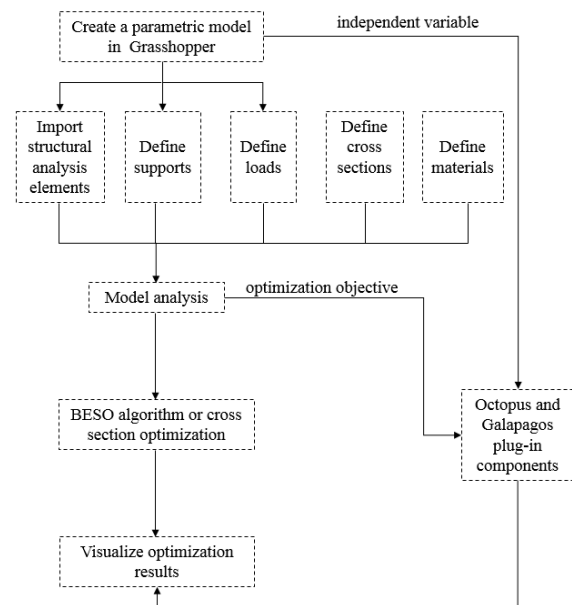 Create a parametric model
in Grasshopper
independent variable
Import
structural
analysis
elements
Define
supports
Define
loads
Define
cross
sections
Define
materials
Model analysis
optimization objective
BESO algorithm or cross
section optimization
Octopus and
Galapagos
plug-in
components
Visualize optimization
results